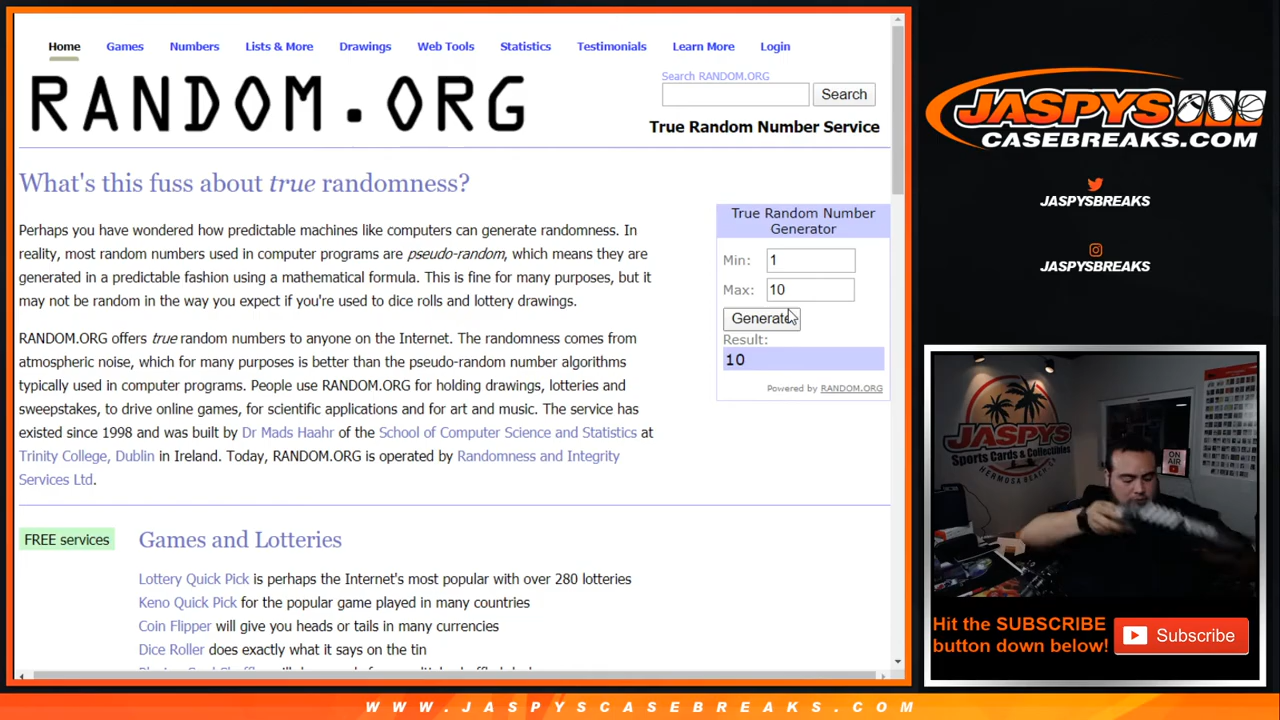 Home Games Numbers Lists & More Drawings Web Tools Statistics Testimonials Learn More Login
RANDOM.ORG
Search RANDOM.ORG
Search
True Random Number Service
What's this fuss about true randomness?
Perhaps you have wondered how predictable machines like computers can generate randomness. In
reality, most random numbers used in computer programs are pseudo-random, which means they are
generated in a predictable fashion using a mathematical formula. This is fine for many purposes, but it
may not be random in the way you expect if you're used to dice rolls and lottery drawings.
RANDOM.ORG offers true random numbers to anyone on the Internet. The randomness comes from
atmospheric noise, which for many purposes is better than the pseudo-random number algorithms
typically used in computer programs. People use RANDOM.ORG for holding drawings, lotteries and
sweepstakes, to drive online games, for scientific applications and for art and music. The service has
existed since 1998 and was built by Dr Mads Haahr of the School of Computer Science and Statistics at
Trinity College, Dublin in Ireland. Today, RANDOM.ORG is operated by Randomness and Integrity
Services Ltd.
True Random Number
Generator
Min: 1
Max: 10
Generate
Result:
10
Powered by RANDOM.ORG
FREE services
Games and Lotteries
Lottery Quick Pick is perhaps the Internet's most popular with over 280 lotteries
Keno Quick Pick for the popular game played in many countries
Coin Flipper will give you heads or tails in many currencies
Dice Roller does exactly what it says on the tin
JASPYS
CASEBREAKS.COM
JASPYSBREAKS
JASPYSBREAKS
JASPYS
Sports Cards & Collectibles
HERMOSA BEACH
ON
AIR
Hit the SUBSCRIBE
button down below!
Subscribe
WWW.JASPYSCASEBREAKS.COM